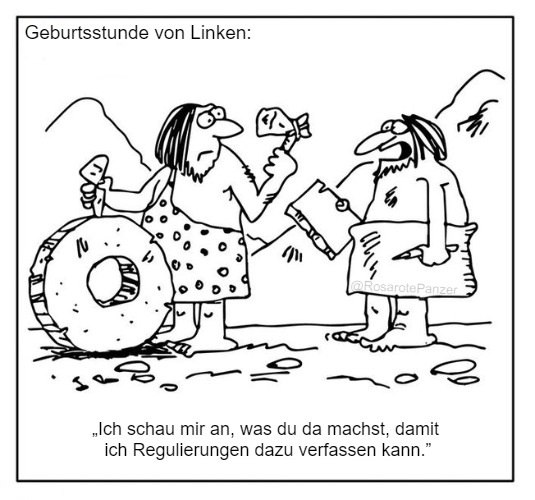 Geburtsstunde von Linken:
@RosarotePanzer
„Ich schau mir an, was du da machst, damit
ich Regulierungen dazu verfassen kann.”